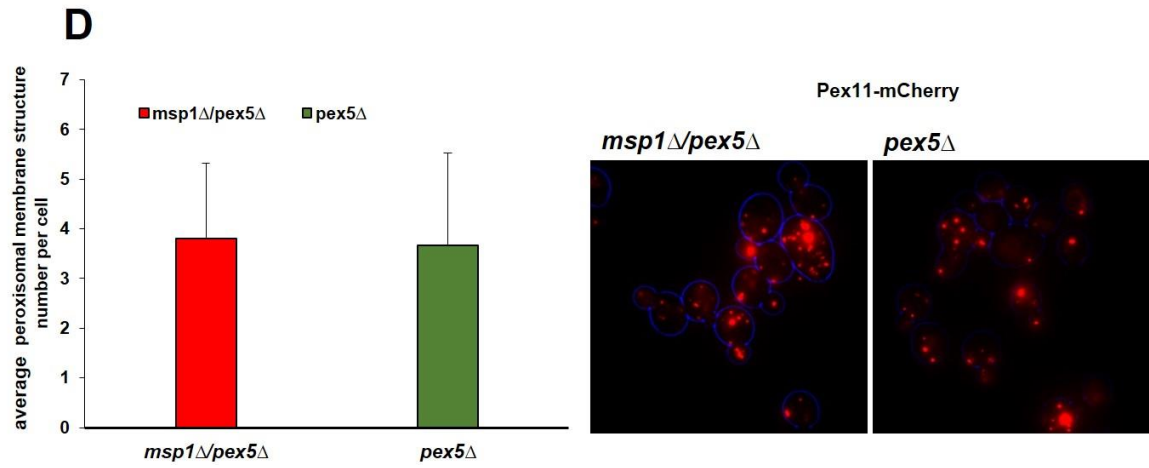 D
average peroxisomal membrane structure
number per cell
7
6
5
4
3
2
1
0
msp1Δ/pex5Δ pex5Δ
msp1Δ/pex5Δ pex5Δ
Pex11-mCherry
msp1Δ/pex5Δ pex5Δ